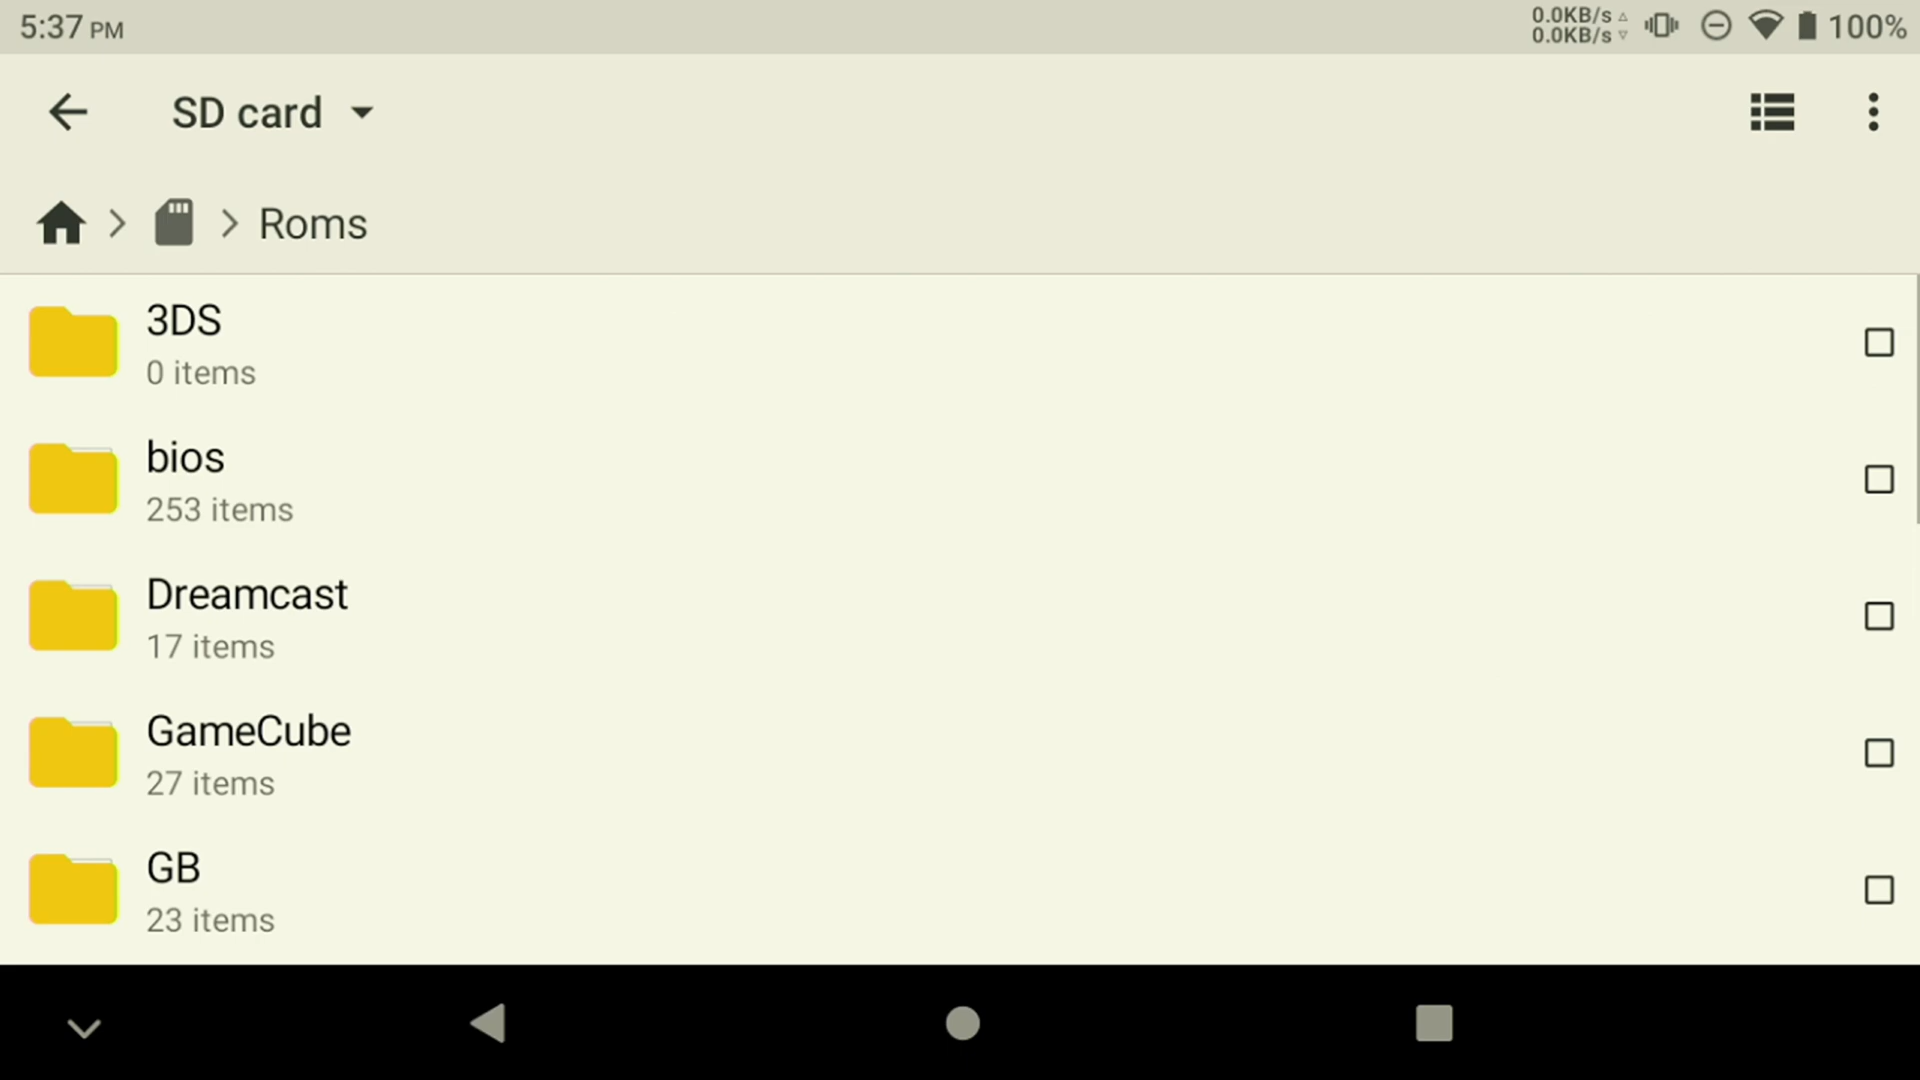 5:37 PM
0.0KB/s
0.0KB/s
100%
SD card
Roms
3DS
0 items
bios
253 items
Dreamcast
17 items
GameCube
27 items
GB
23 items